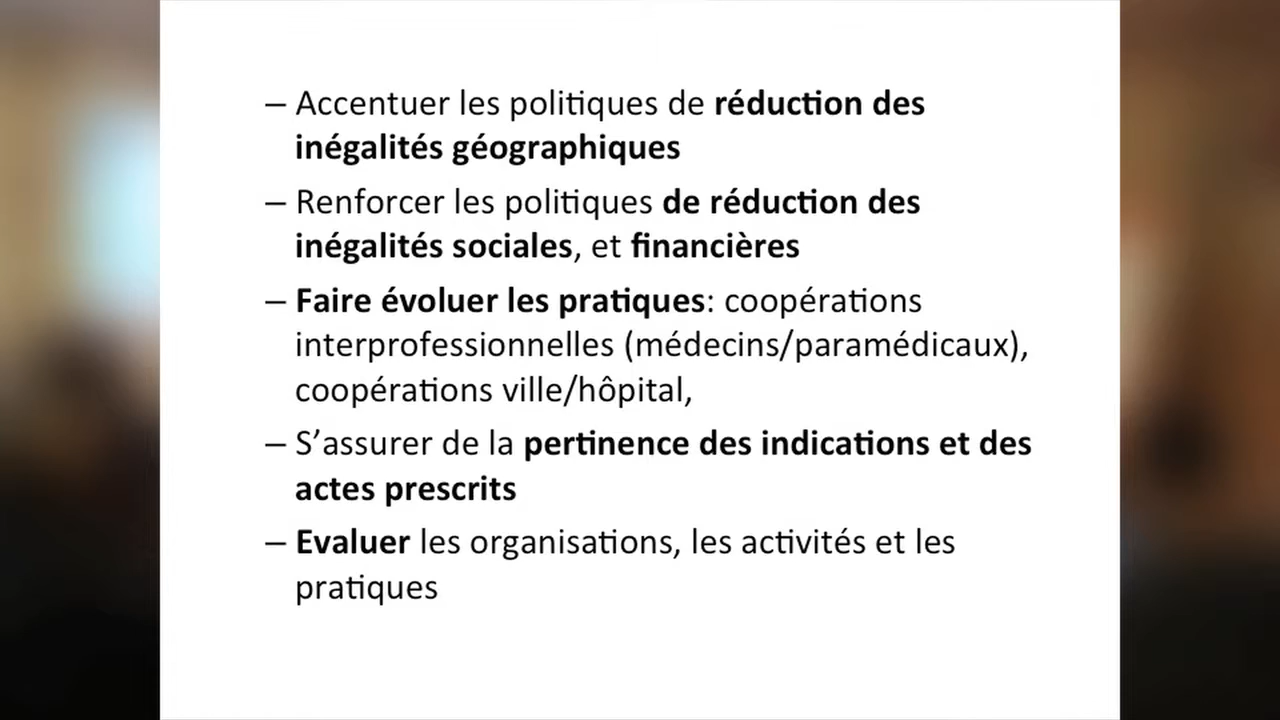 – Accentuer les politiques de réduction des
inégalités géographiques
– Renforcer les politiques de réduction des
inégalités sociales, et financières
– Faire évoluer les pratiques: coopérations
interprofessionnelles (médecins/paramédicaux),
coopérations ville/hôpital,
– S’assurer de la pertinence des indications et des
actes prescrits
– Evaluer les organisations, les activités et les
pratiques